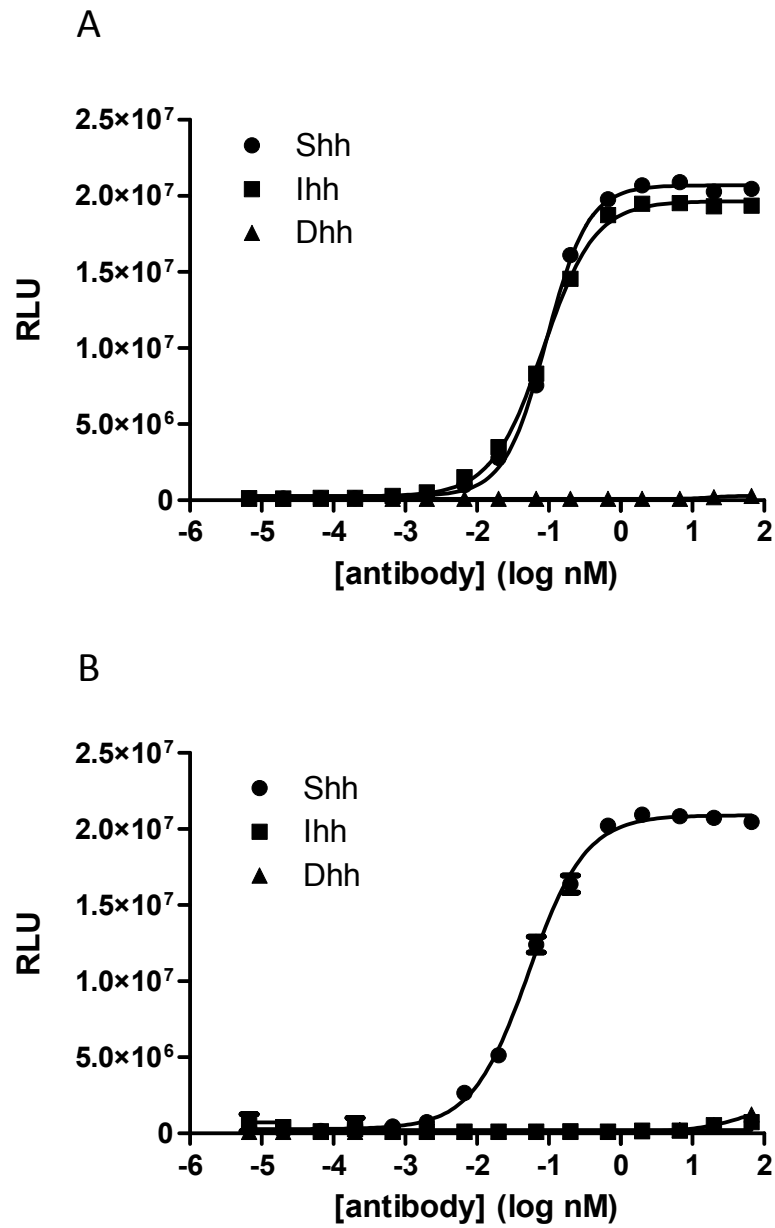 A
2.5×10⁷
2.0×10⁷
1.5×10⁷
1.0×10⁷
5.0×10⁶
0
RLU
Shh
Ihh
Dhh
-6 -5 -4 -3 -2 -1 0 1 2
[antibody] (log nM)
B
2.5×10⁷
2.0×10⁷
1.5×10⁷
1.0×10⁷
5.0×10⁶
0
RLU
Shh
Ihh
Dhh
-6 -5 -4 -3 -2 -1 0 1 2
[antibody] (log nM)